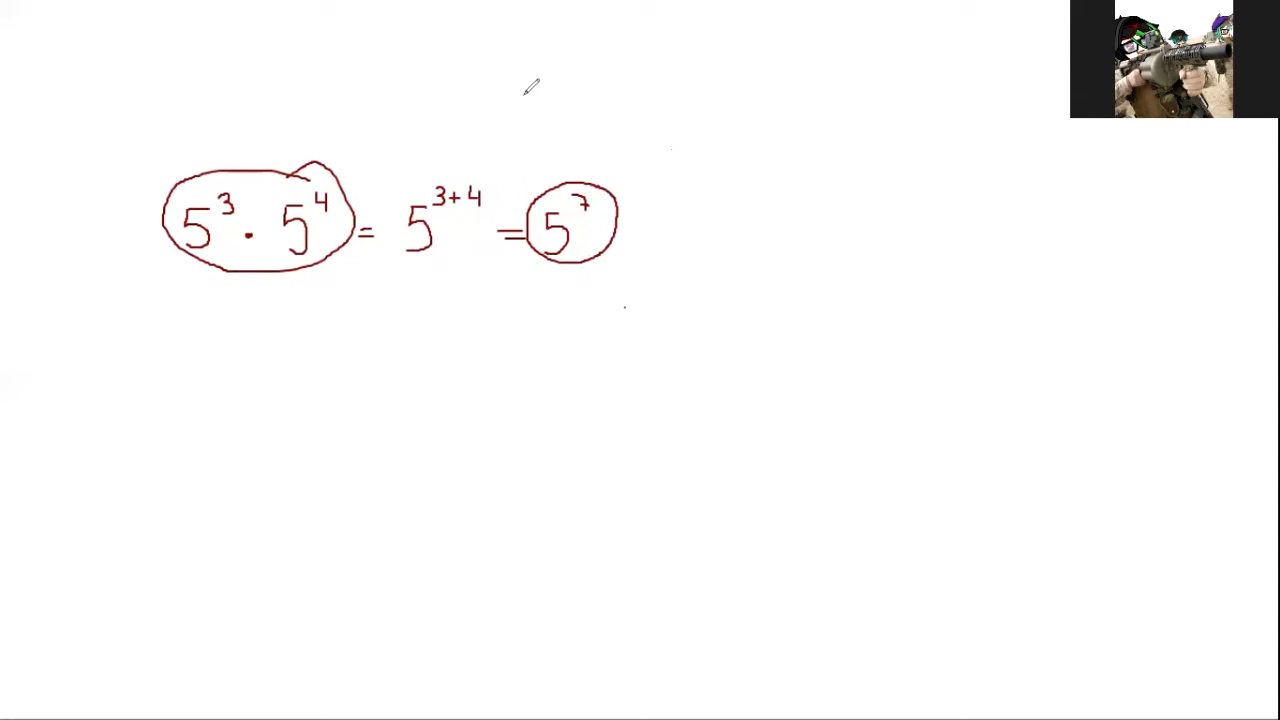 5³ · 5⁴ = 5³⁺⁴ = 5⁷